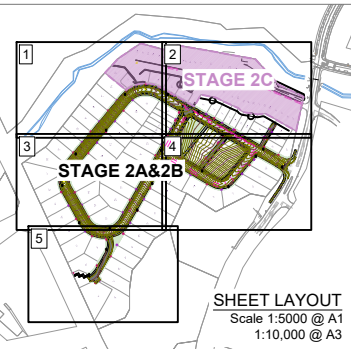 1
2
STAGE 2C
3
4
STAGE 2A&2B
5
SHEET LAYOUT
Scale 1:5000 @ A1
1:10,000 @ A3